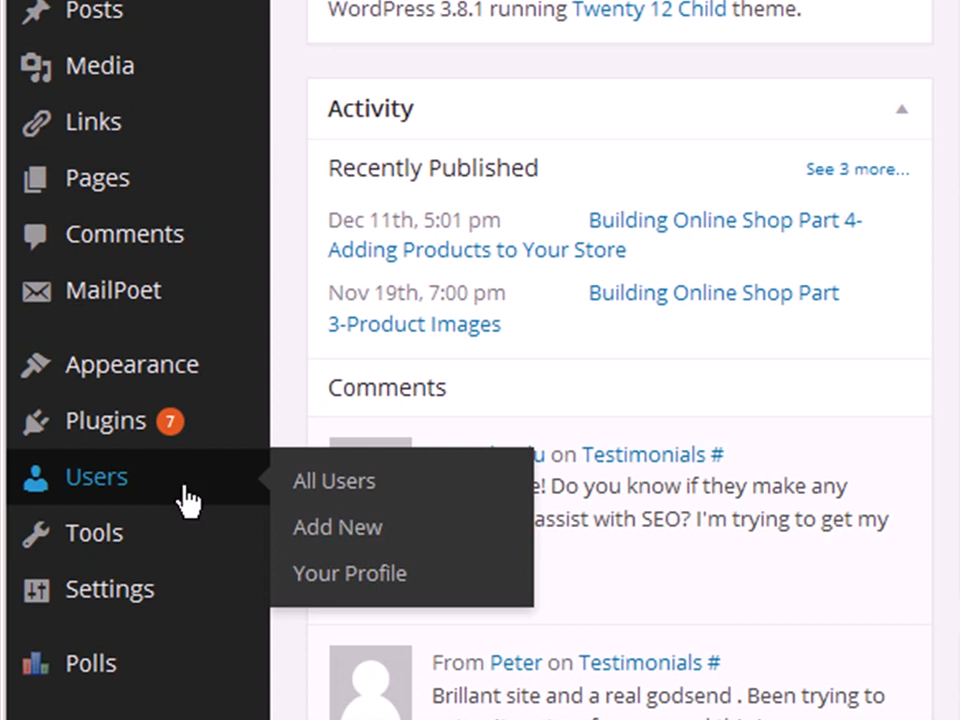 Posts
Media
Links
Pages
Comments
MailPoet
Appearance
Plugins 7
Users
Tools
Settings
Polls
All Users
Add New
Your Profile
WordPress 3.8.1 running Twenty 12 Child theme.
Activity
Recently Published See 3 more...
Dec 11th, 5:01 pm Building Online Shop Part 4-
Adding Products to Your Store
Nov 19th, 7:00 pm Building Online Shop Part
3-Product Images
Comments
on Testimonials #
! Do you know if they make any
assist with SEO? I'm trying to get my
From Peter on Testimonials #
Brillant site and a real godsend . Been trying to